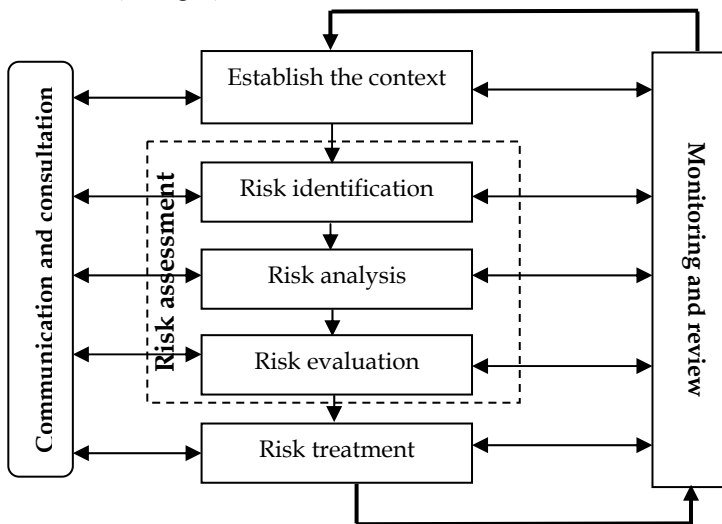 Establish the context
Communication and consultation
Risk assessment
Risk identification
Risk analysis
Risk evaluation
Risk treatment
Monitoring and review